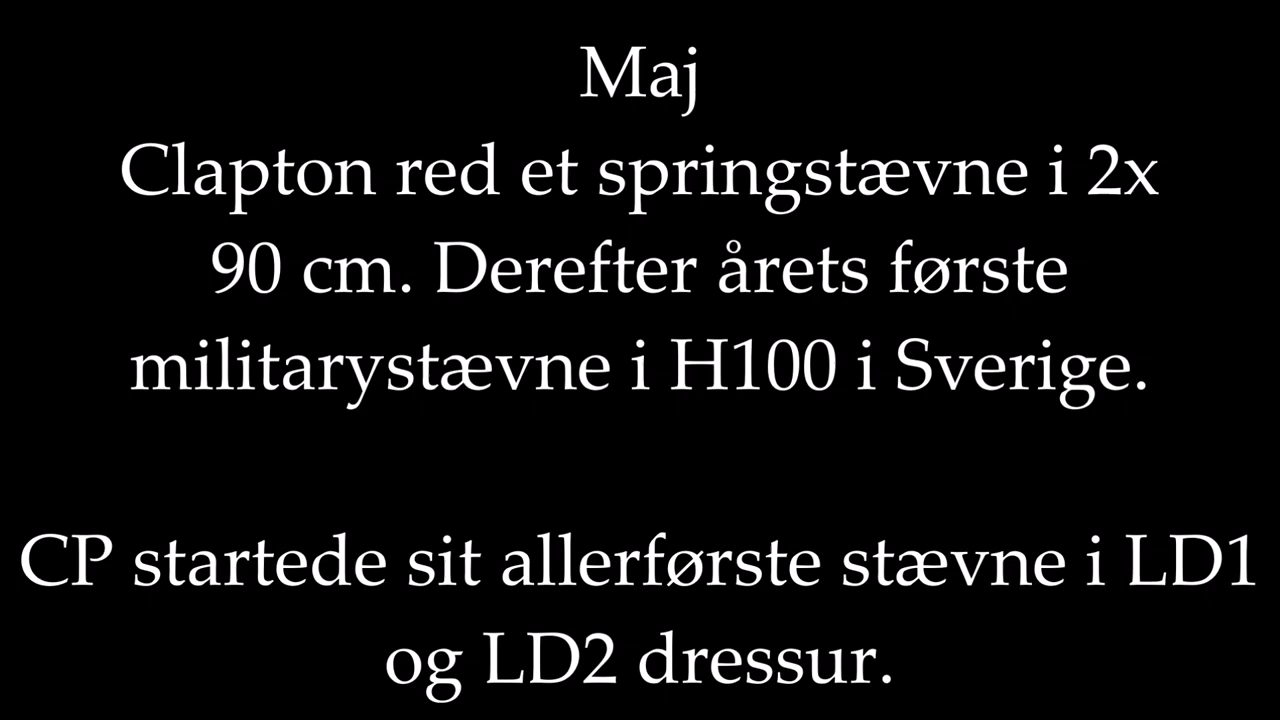 Maj
Clapton red et springstævne i 2x
90 cm. Derefter årets første
militarystævne i H100 i Sverige.
CP startede sit allerførste stævne i LD1
og LD2 dressur.